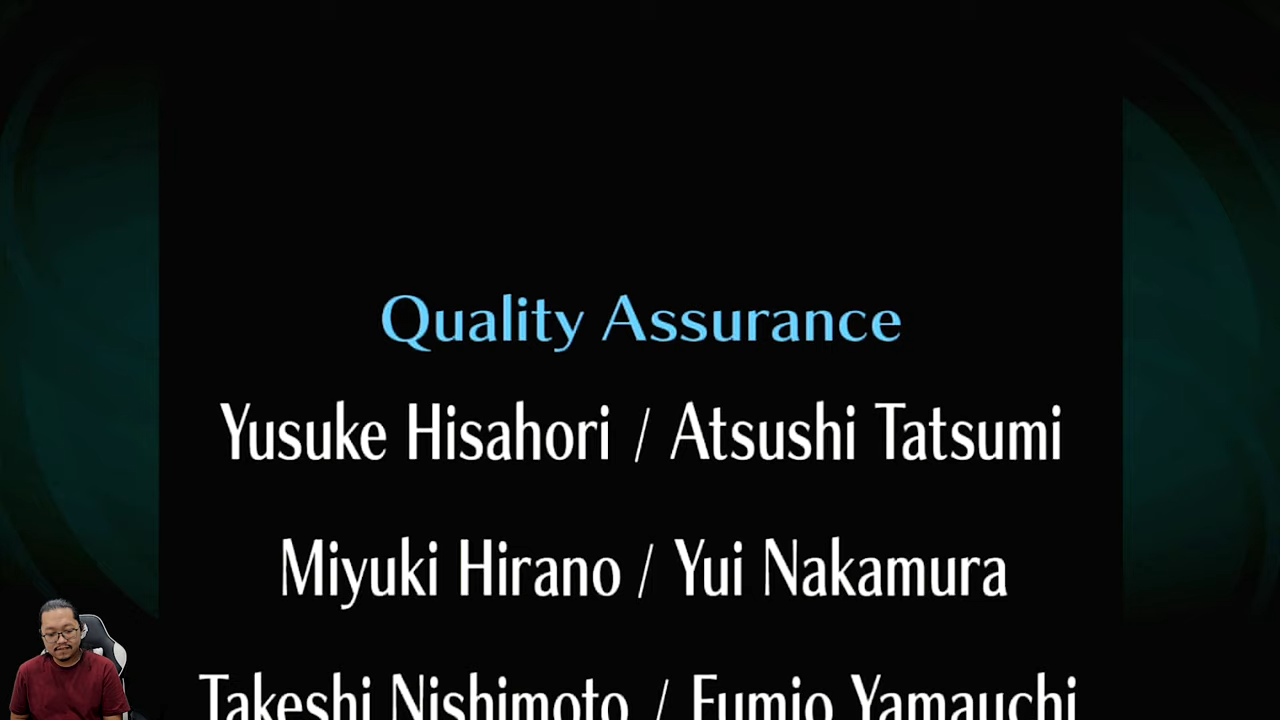 Quality Assurance
Yusuke Hisahori / Atsushi Tatsumi
Miyuki Hirano / Yui Nakamura
Takeshi Nishimoto / Fumio Yamauchi